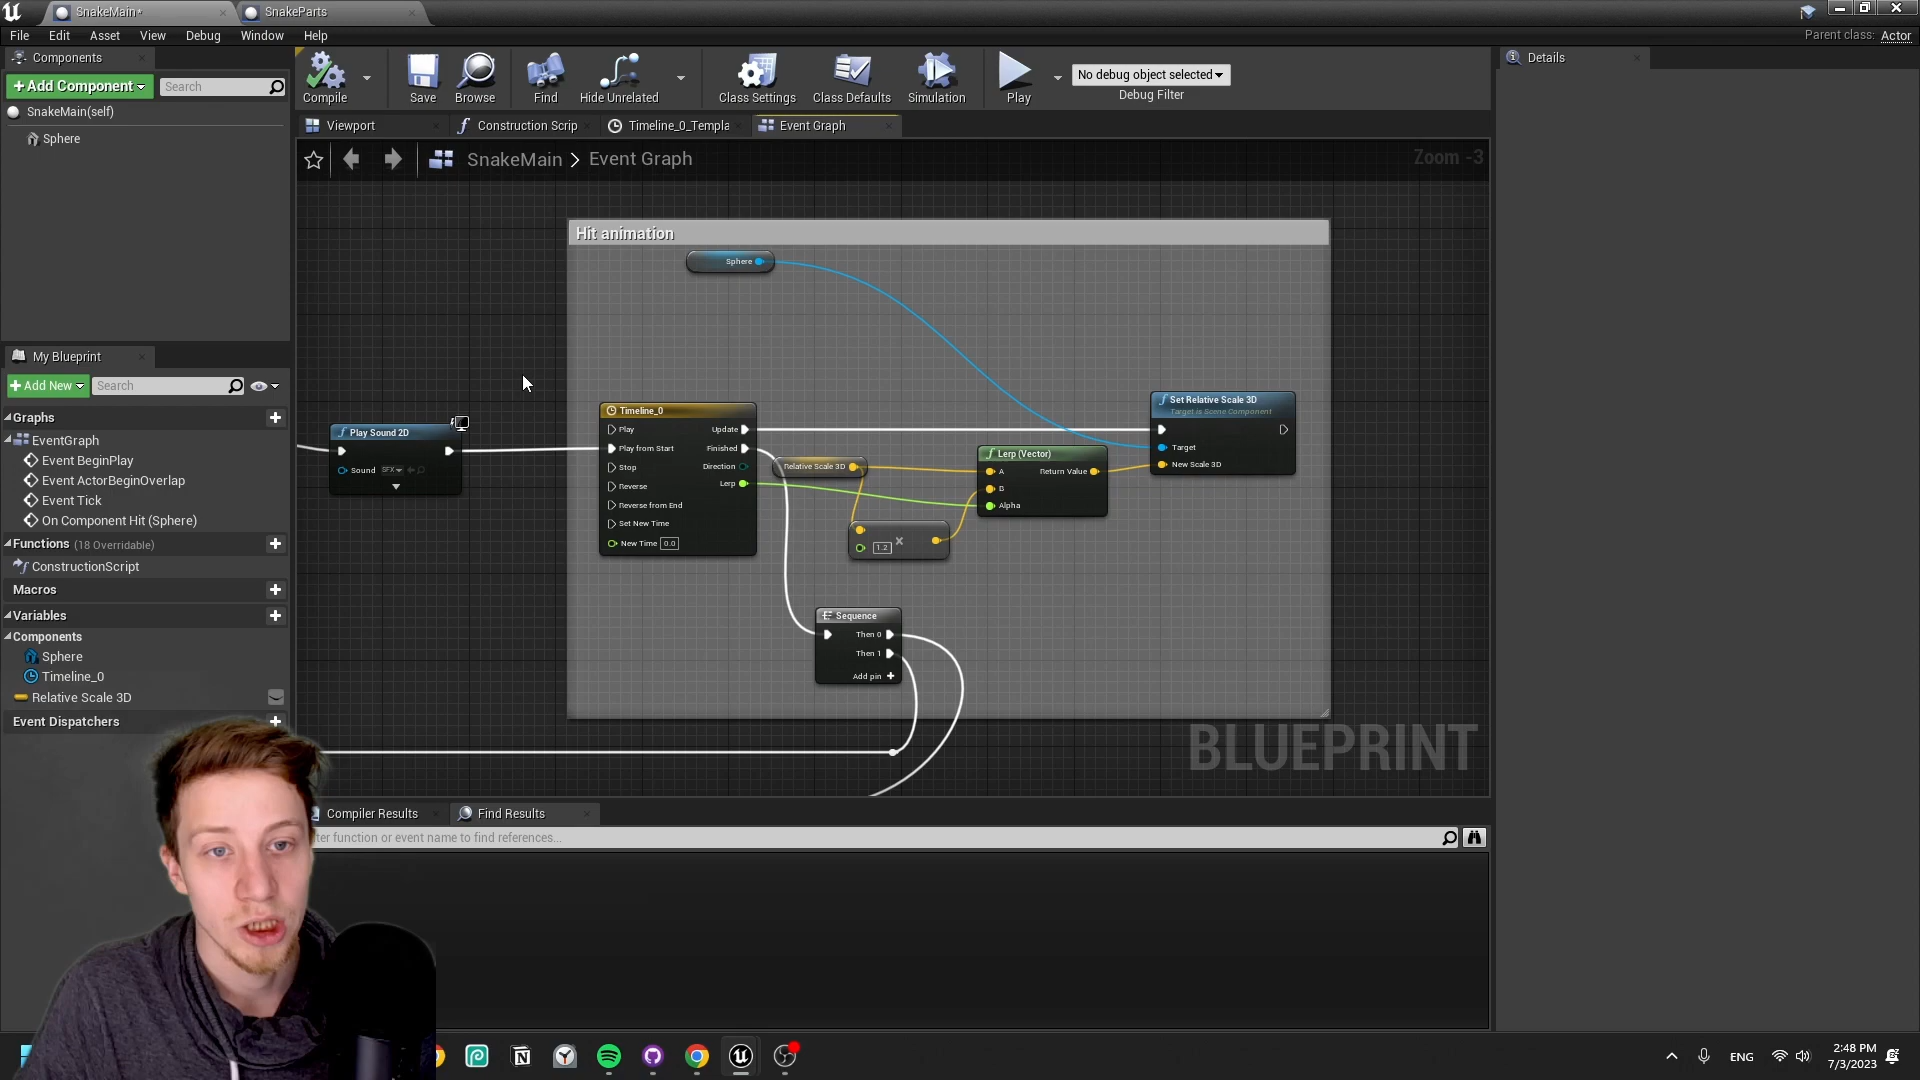 SnakeMain*
SnakeParts
File Edit Asset View Debug Window Help
Parent class: Actor
Components
+Add Component
Search
SnakeMain(self)
Sphere
Compile
Save
Browse
Find
Hide Unrelated
Class Settings
Class Defaults
Simulation
Play
No debug object selected
Debug Filter
Details
Viewport
Construction Scrip
Timeline_0_Templa
Event Graph
SnakeMain > Event Graph
Zoom -3
My Blueprint
+Add New
Search
Graphs
EventGraph
Event BeginPlay
Event ActorBeginOverlap
Event Tick
On Component Hit (Sphere)
Functions (18 Overridable)
ConstructionScript
Macros
Variables
Components
Sphere
Timeline_0
Relative Scale 3D
Event Dispatchers
Hit animation
Sphere
Play Sound 2D
Sound SFX
Timeline_0
Play Update
Play from Start Finished
Stop Direction
Reverse Lerp
Reverse from End
Set New Time
New Time 0.0
Relative Scale 3D
1.2
Lerp (Vector)
A Return Value
B
Alpha
Set Relative Scale 3D
Target is Scene Component
Target
New Scale 3D
Sequence
Then 0
Then 1
Add pin +
BLUEPRINT
Compiler Results
Find Results
ter function or event name to find references...
ENG
2:48 PM
7/3/2023